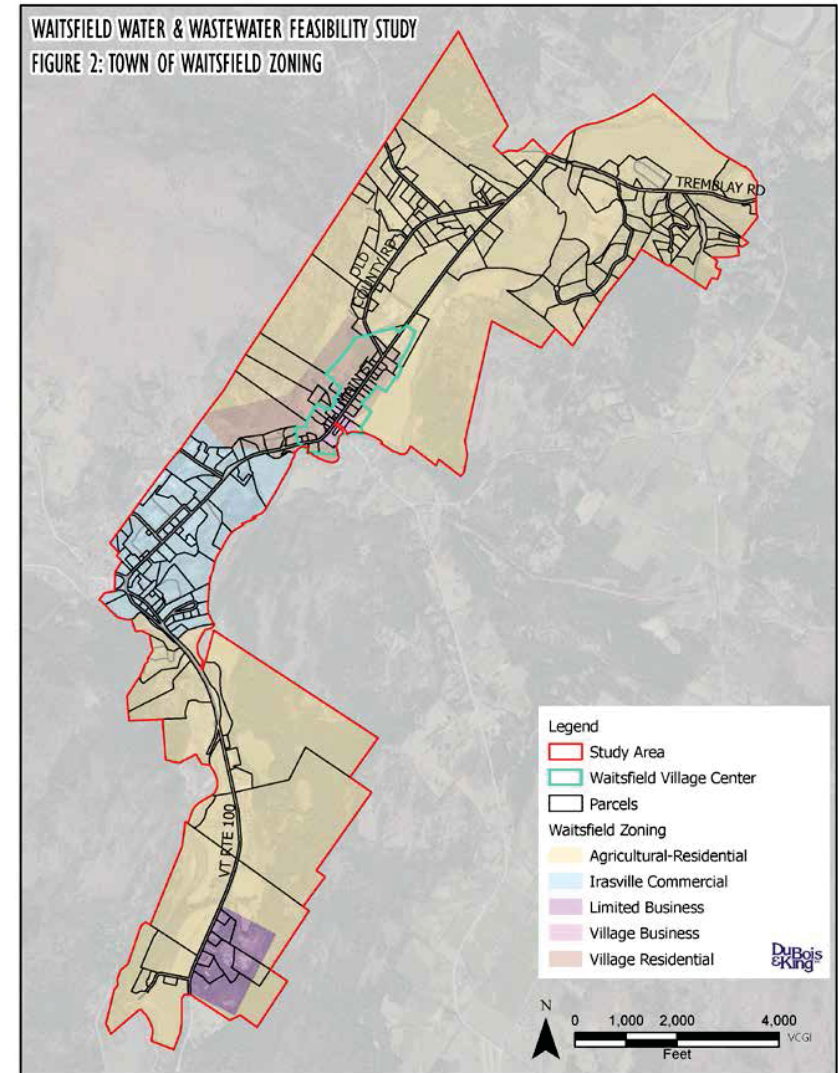 WAITSFIELD WATER & WASTEWATER FEASIBILITY STUDY
FIGURE 2: TOWN OF WAITSFIELD ZONING
TREMBLAY RD
OLD
COUNTY RD
MAIN ST
VT RTE 100
Legend
Study Area
Waitsfield Village Center
Parcels
Waitsfield Zoning
Agricultural-Residential
Irasville Commercial
Limited Business
Village Business
Village Residential
DuBois
&King
N
0 1,000 2,000 4,000
Feet
VCGI